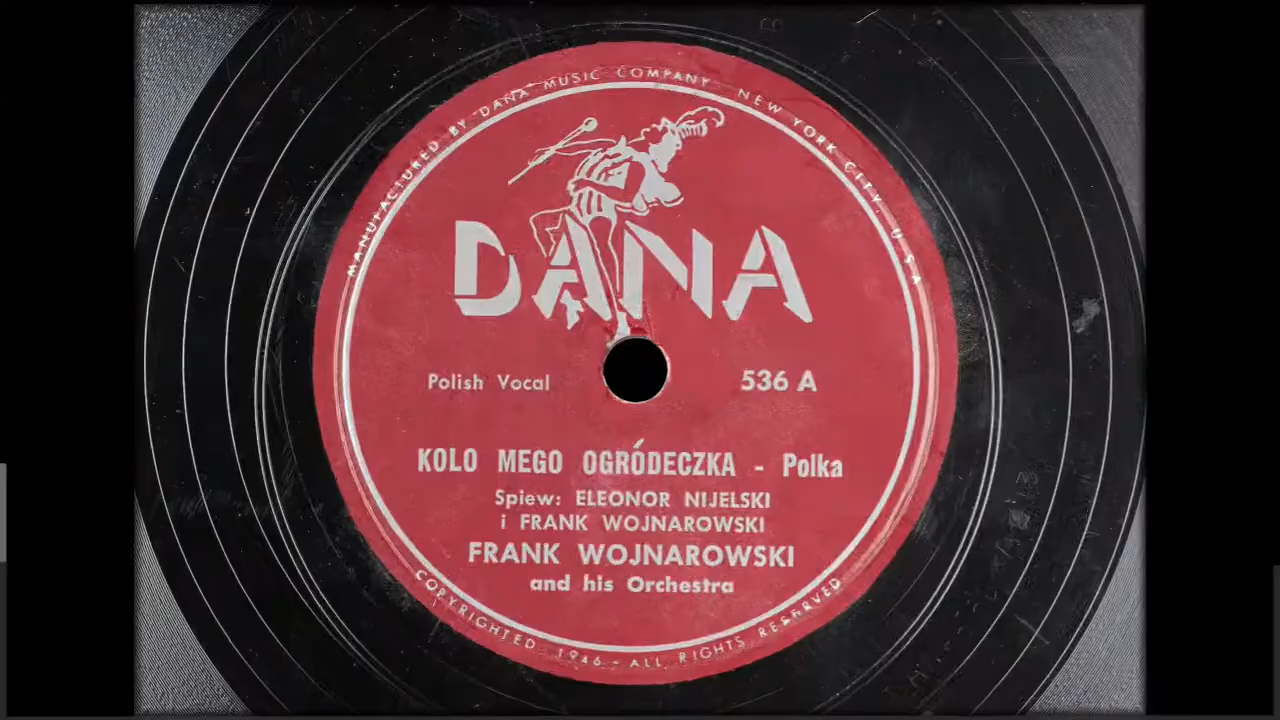 MANUFACTURED BY "DANA" MUSIC COMPANY NEW YORK CITY, U S A
DANA
Polish Vocal
536 A
KOLO MEGO OGRÓDECZKA - Polka
Spiew: ELEONOR NIJELSKI
i FRANK WOJNAROWSKI
FRANK WOJNAROWSKI
and his Orchestra
COPYRIGHTED 1946 - ALL RIGHTS RESERVED